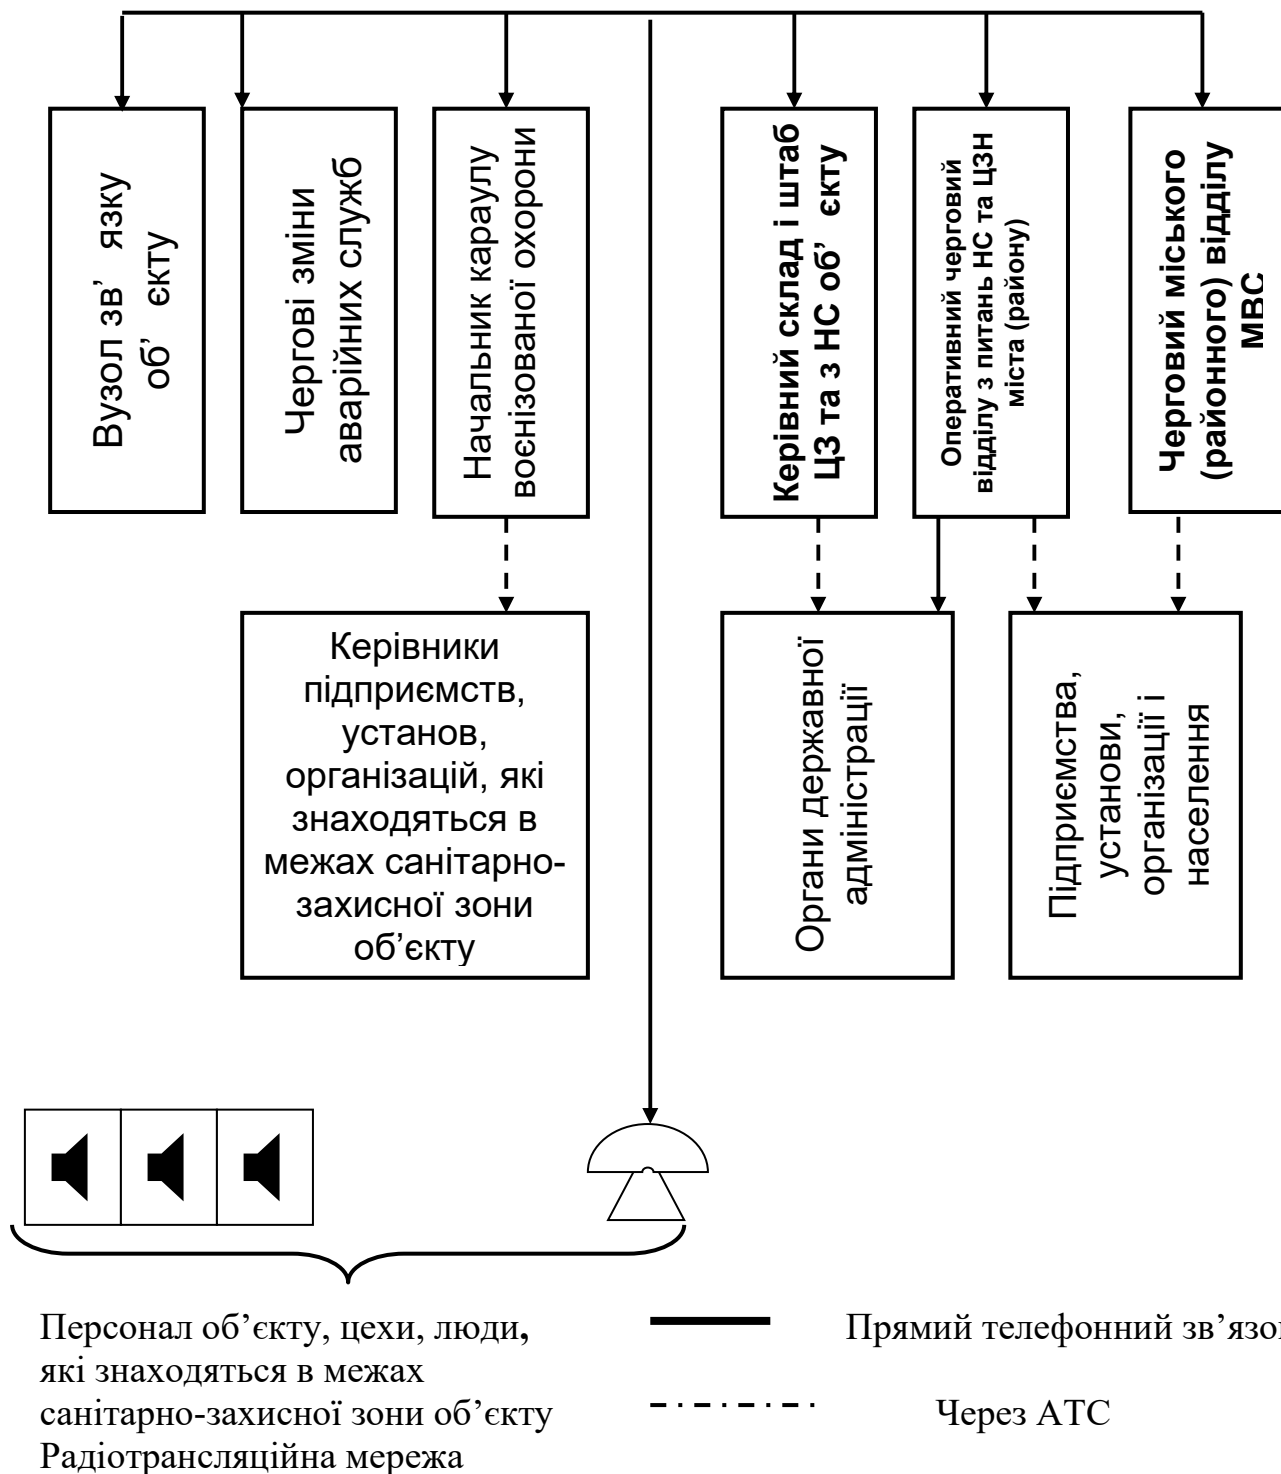 Вузол зв’ язку
об’ єкту
Чергові зміни
аварійних служб
Начальник караулу
воєнізованої охорони
Керівний склад і штаб
ЦЗ та з НС об’ єкту
Оперативний черговий
відділу з питань НС та ЦЗН
міста (району)
Черговий міського
(районного) відділу
МВС
Керівники
підприємств,
установ,
організацій, які
знаходяться в
межах санітарно-
захисної зони
об’єкту
Органи державної
адміністрації
Підприємства,
установи,
організації і
населення
Персонал об’єкту, цехи, люди,
які знаходяться в межах
санітарно-захисної зони об’єкту
Радіотрансляційна мережа
Прямий телефонний зв’язо
Через АТС